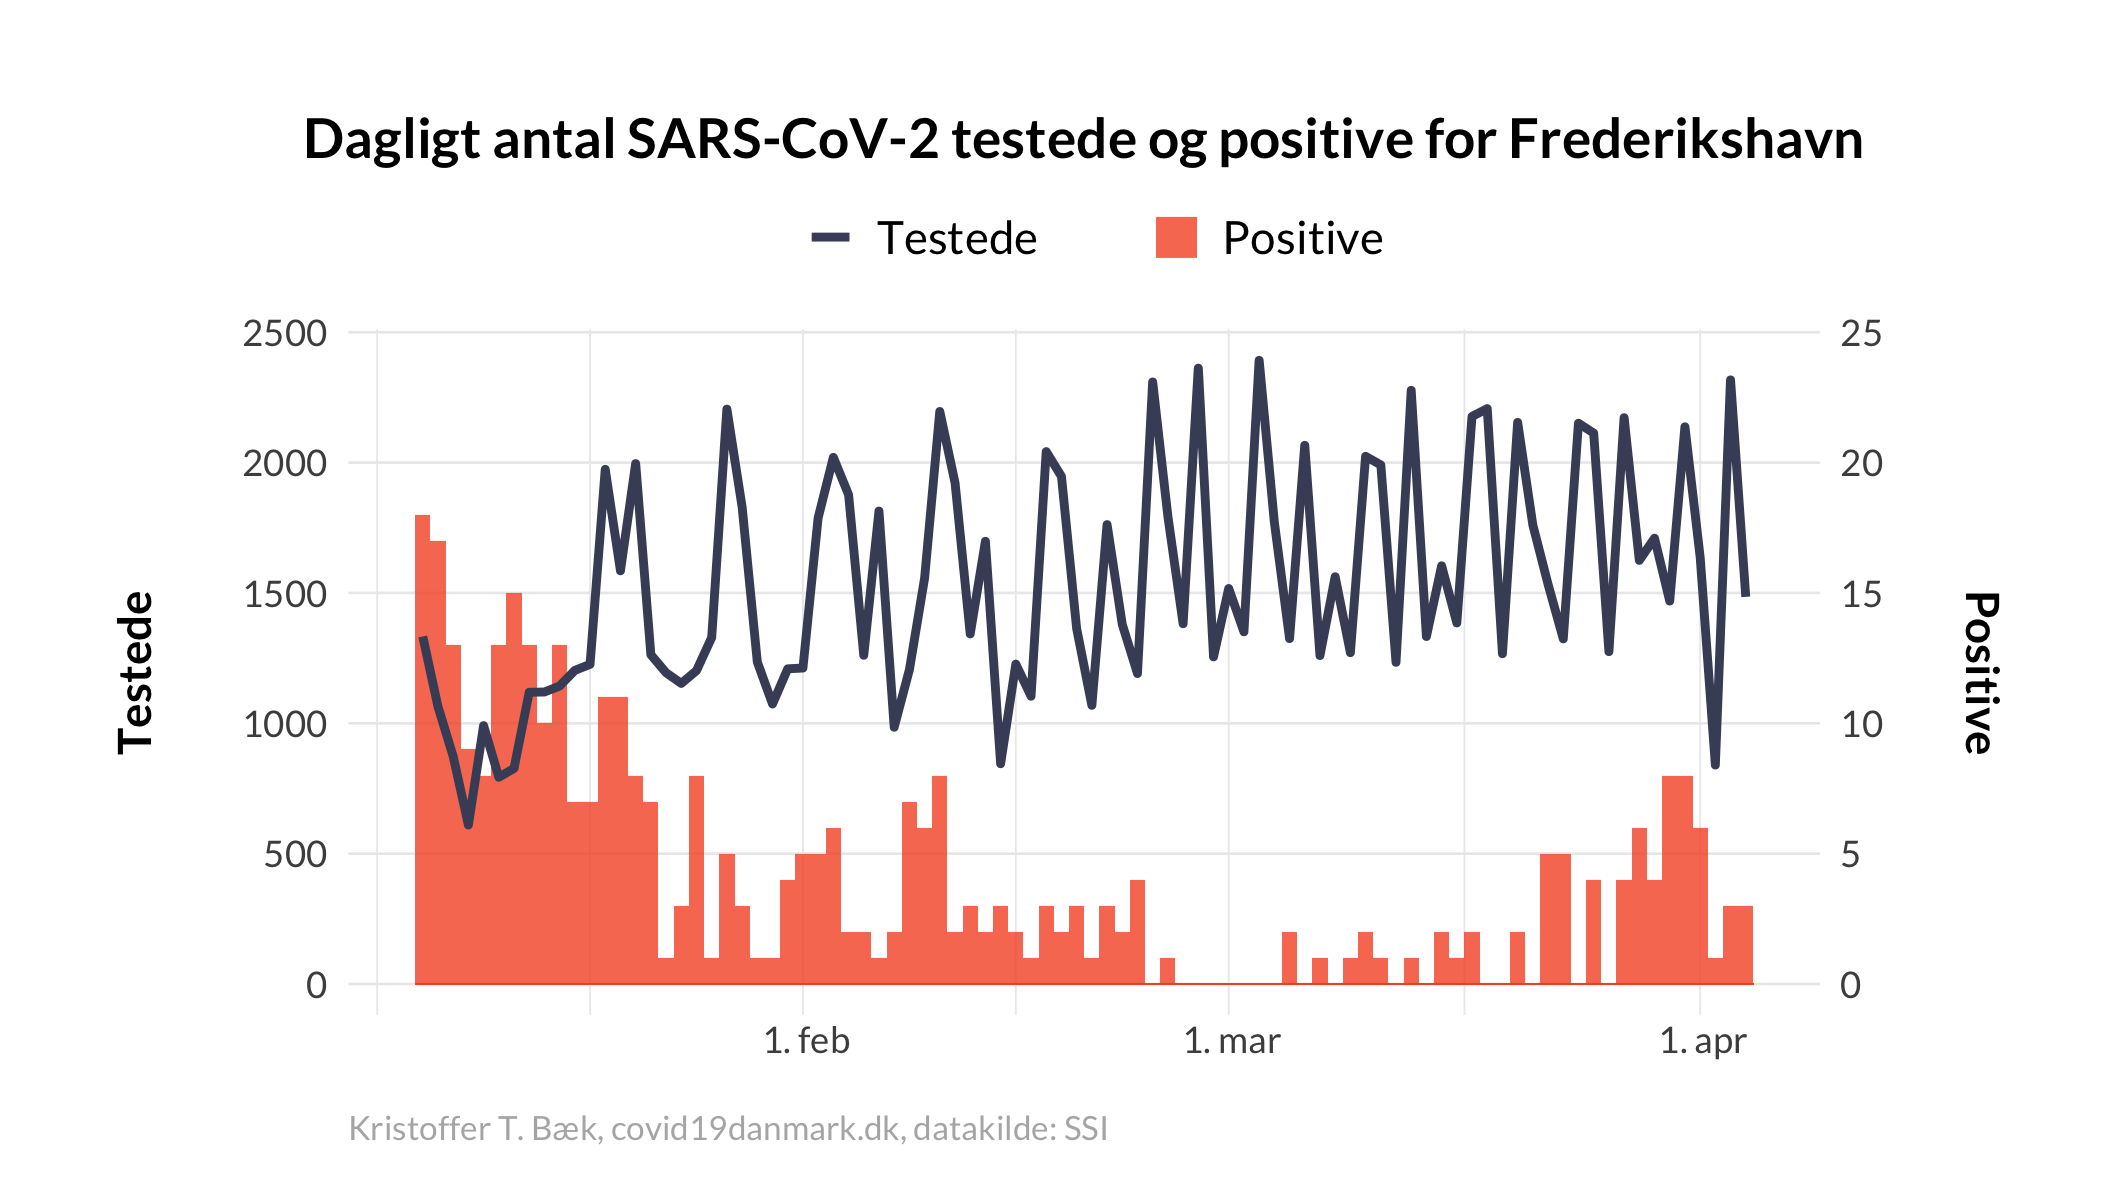 Dagligt antal SARS-CoV-2 testede og positive for Frederikshavn
Testede Positive
2500 25
2000 20
1500 15
1000 10
500 5
0 0
Testede
Positive
1. feb 1. mar 1. apr
Kristoffer T. Bæk, covid19danmark.dk, datakilde: SSI